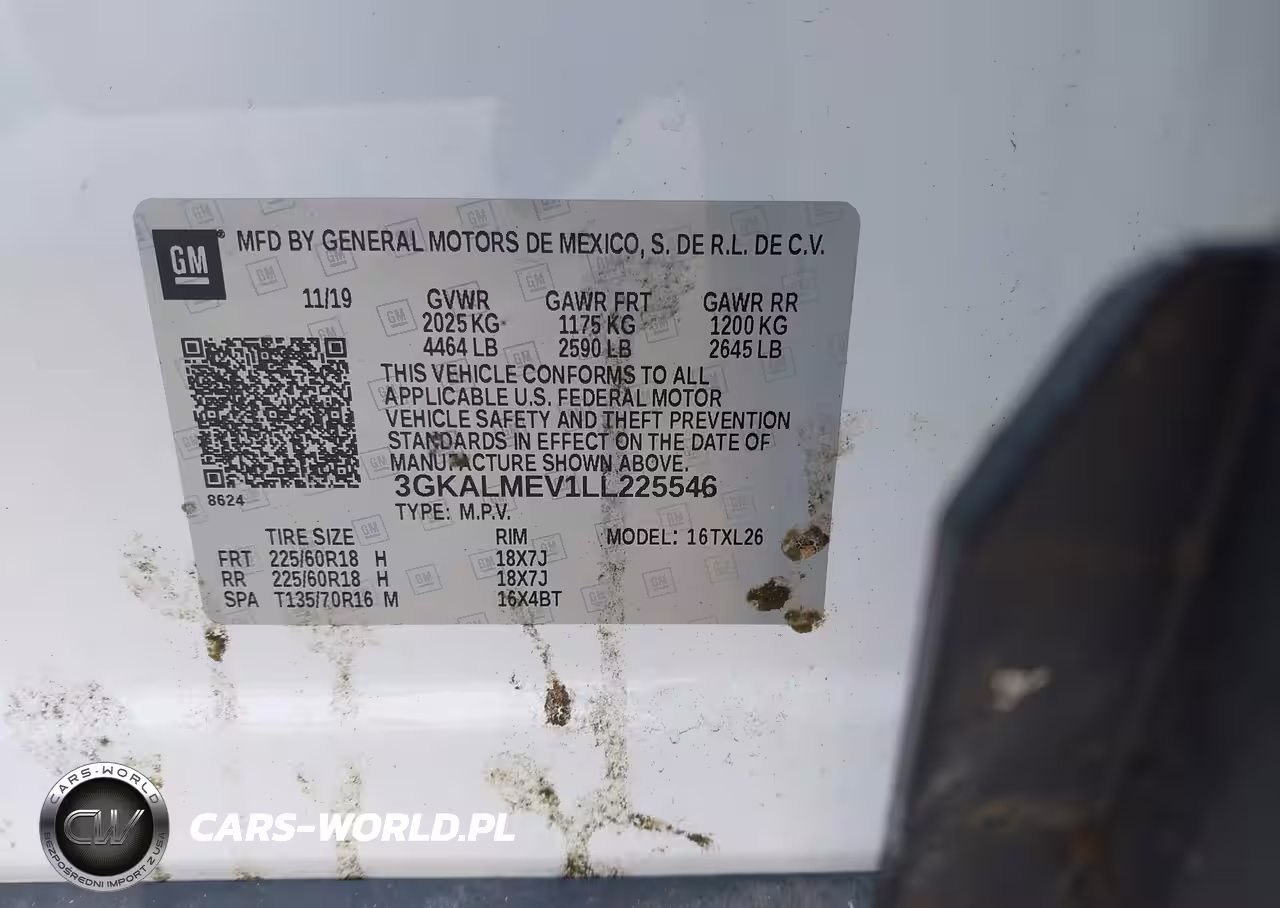 GM
MFD BY GENERAL MOTORS DE MEXICO, S. DE R.L. DE C.V.
11/19 GVWR GAWR FRT GAWR RR
2025 KG 1175 KG 1200 KG
4464 LB 2590 LB 2645 LB
THIS VEHICLE CONFORMS TO ALL
APPLICABLE U.S. FEDERAL MOTOR
VEHICLE SAFETY AND THEFT PREVENTION
STANDARDS IN EFFECT ON THE DATE OF
MANUFACTURE SHOWN ABOVE.
8624
3GKALMEV1LL225546
TYPE: M.P.V.
TIRE SIZE RIM MODEL: 16TXL26
FRT 225/60R18 H 18X7J
RR 225/60R18 H 18X7J
SPA T135/70R16 M 16X4BT
CARS-WORLD
CW
BEZPOŚREDNI IMPORT Z USA
CARS-WORLD.PL